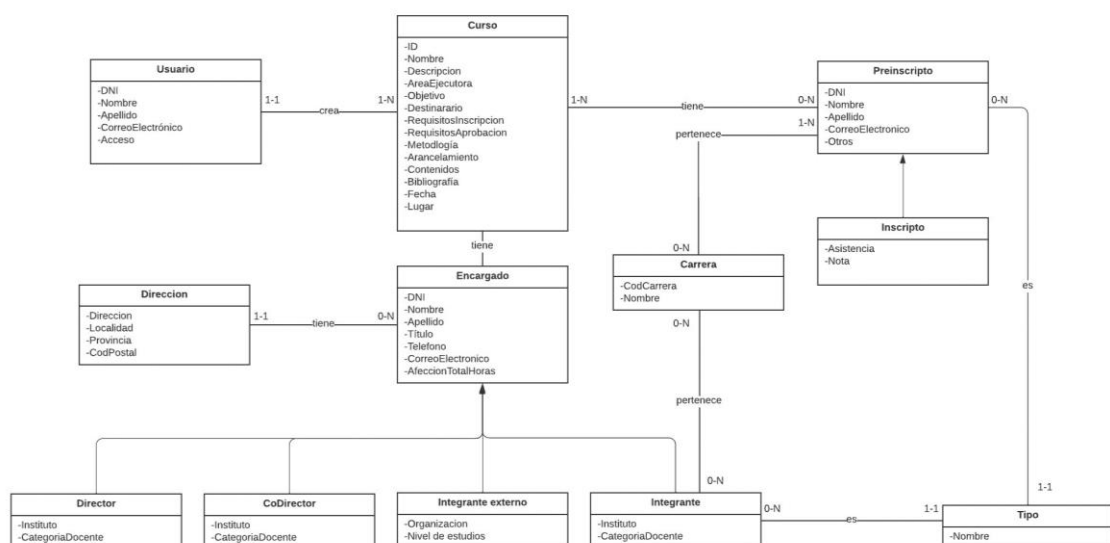 Curso
-ID
-Nombre
-Descripcion
-AreaEjecutora
-Objetivo
-Destinarario
-RequisitosInscripcion
-RequisitosAprobacion
-Metodlogía
-Arancelamiento
-Contenidos
-Bibliografía
-Fecha
-Lugar
Usuario
-DNI
-Nombre
-Apellido
-CorreoElectrónico
-Acceso
1-1
crea
1-N
1-N
tiene
0-N
Preinscripto
-DNI
-Nombre
-Apellido
-CorreoElectronico
-Otros
0-N
1-N
pertenece
0-N
Inscripto
-Asistencia
-Nota
Carrera
-CodCarrera
-Nombre
0-N
es
tiene
Encargado
-DNI
-Nombre
-Apellido
-Título
-Telefono
-CorreoElectronico
-AfeccionTotalHoras
Direccion
-Direccion
-Localidad
-Provincia
-CodPostal
1-1
tiene
0-N
pertenece
0-N
1-1
Director
-Instituto
-CategoriaDocente
CoDirector
-Instituto
-CategoriaDocente
Integrante externo
-Organizacion
-Nivel de estudios
Integrante
-Instituto
-CategoriaDocente
0-N
es
1-1
Tipo
-Nombre